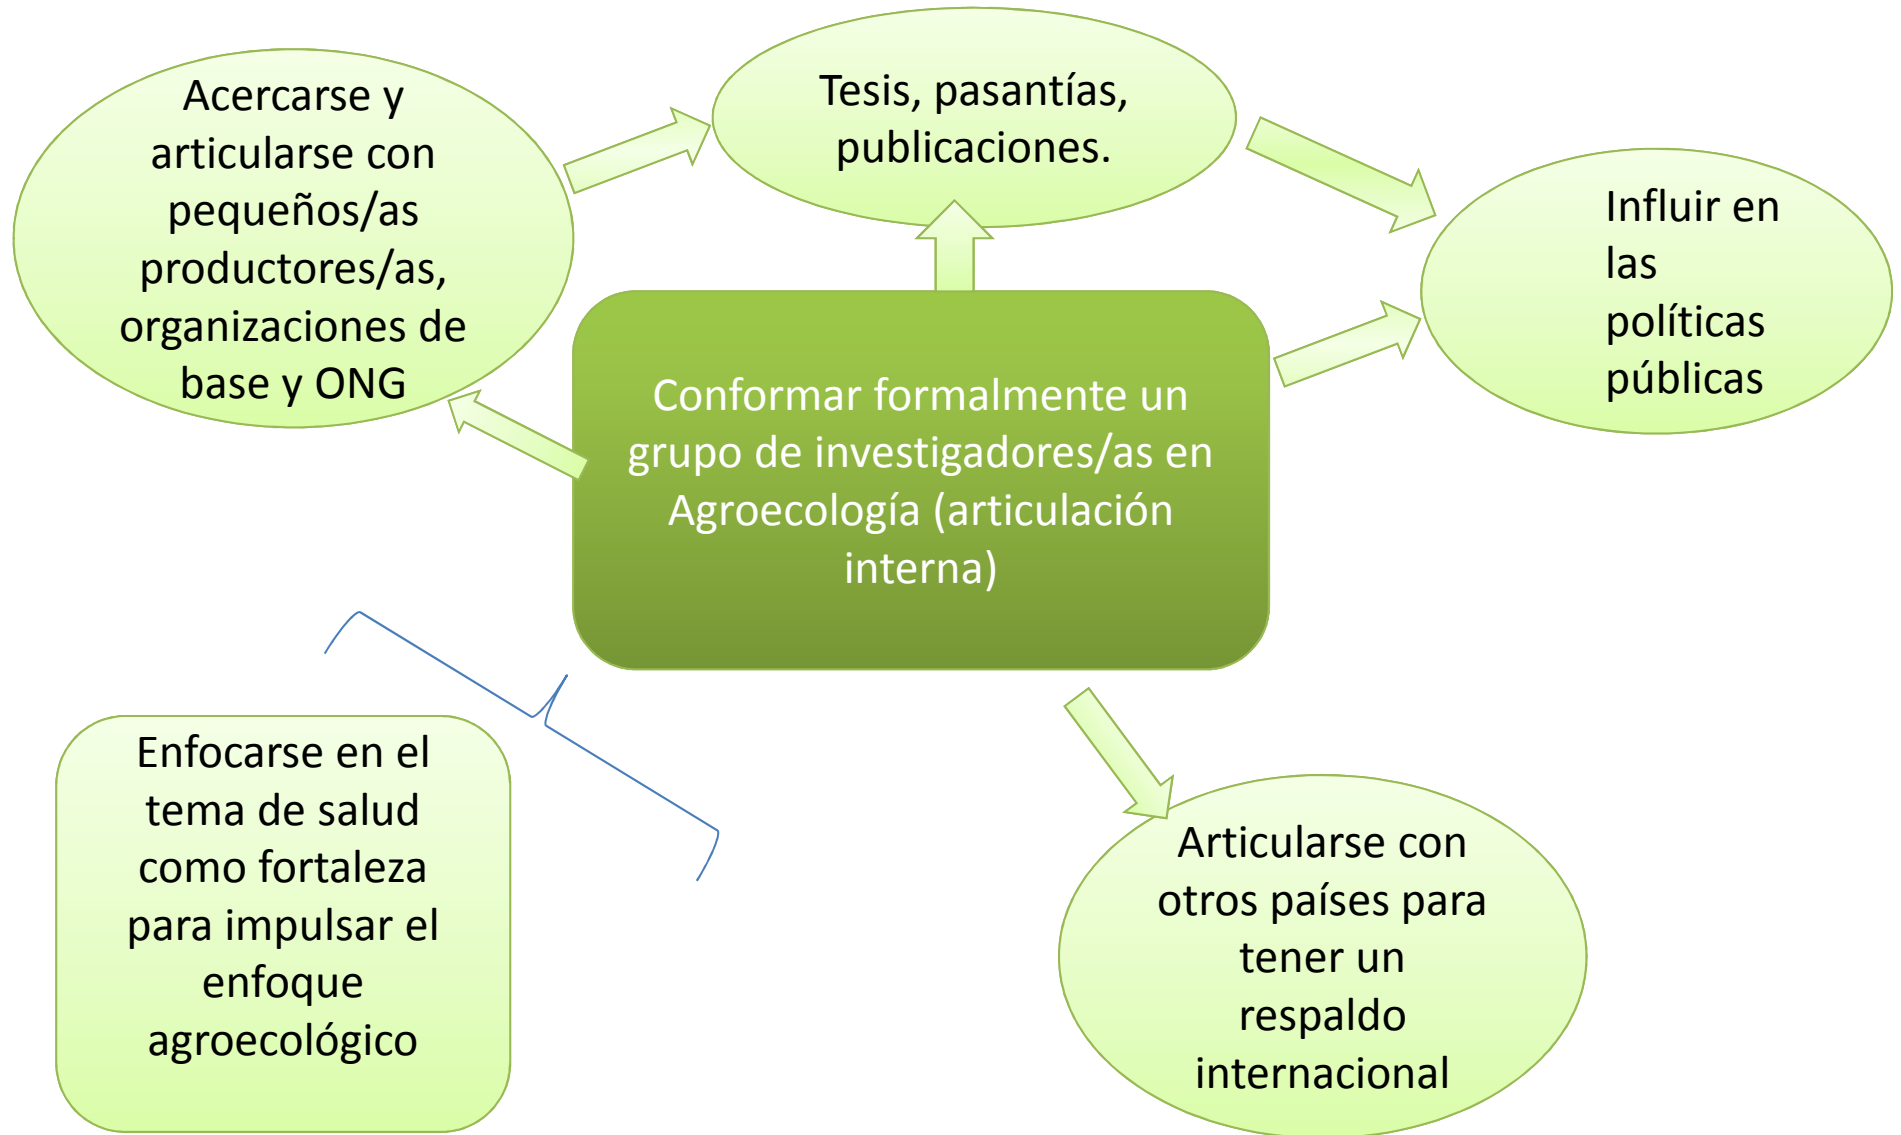 Acercarse y
articularse con
pequeños/as
productores/as,
organizaciones de
base y ONG
Tesis, pasantías,
publicaciones.
Influir en
las
políticas
públicas
Conformar formalmente un
grupo de investigadores/as en
Agroecología (articulación
interna)
Enfocarse en el
tema de salud
como fortaleza
para impulsar el
enfoque
agroecológico
Articularse con
otros países para
tener un
respaldo
internacional